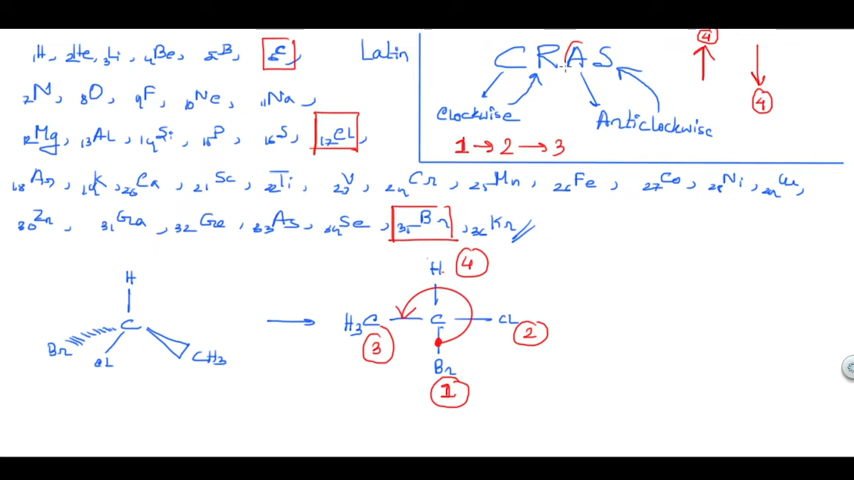 1H, 2He, 3Li, 4Be, 5B, 6C, Latin
7N, 8O, 9F, 10Ne, 11Na,
12Mg, 13AL, 14Si, 15P, 16S, 17CL,
18Ar, 19K, 20Ca, 21Sc, 22Ti, 23V, 24Cr, 25Mn, 26Fe, 27Co, 28Ni, 29Cu,
30Zn, 31Ga, 32Ge, 33As, 34Se, 35Br, 36Kr
CRAS
Clockwise Anticlockwise
1→2→3
4
4
H
Br
C
CL
CH3
H 4
H3C C CL
3 2
Br
1